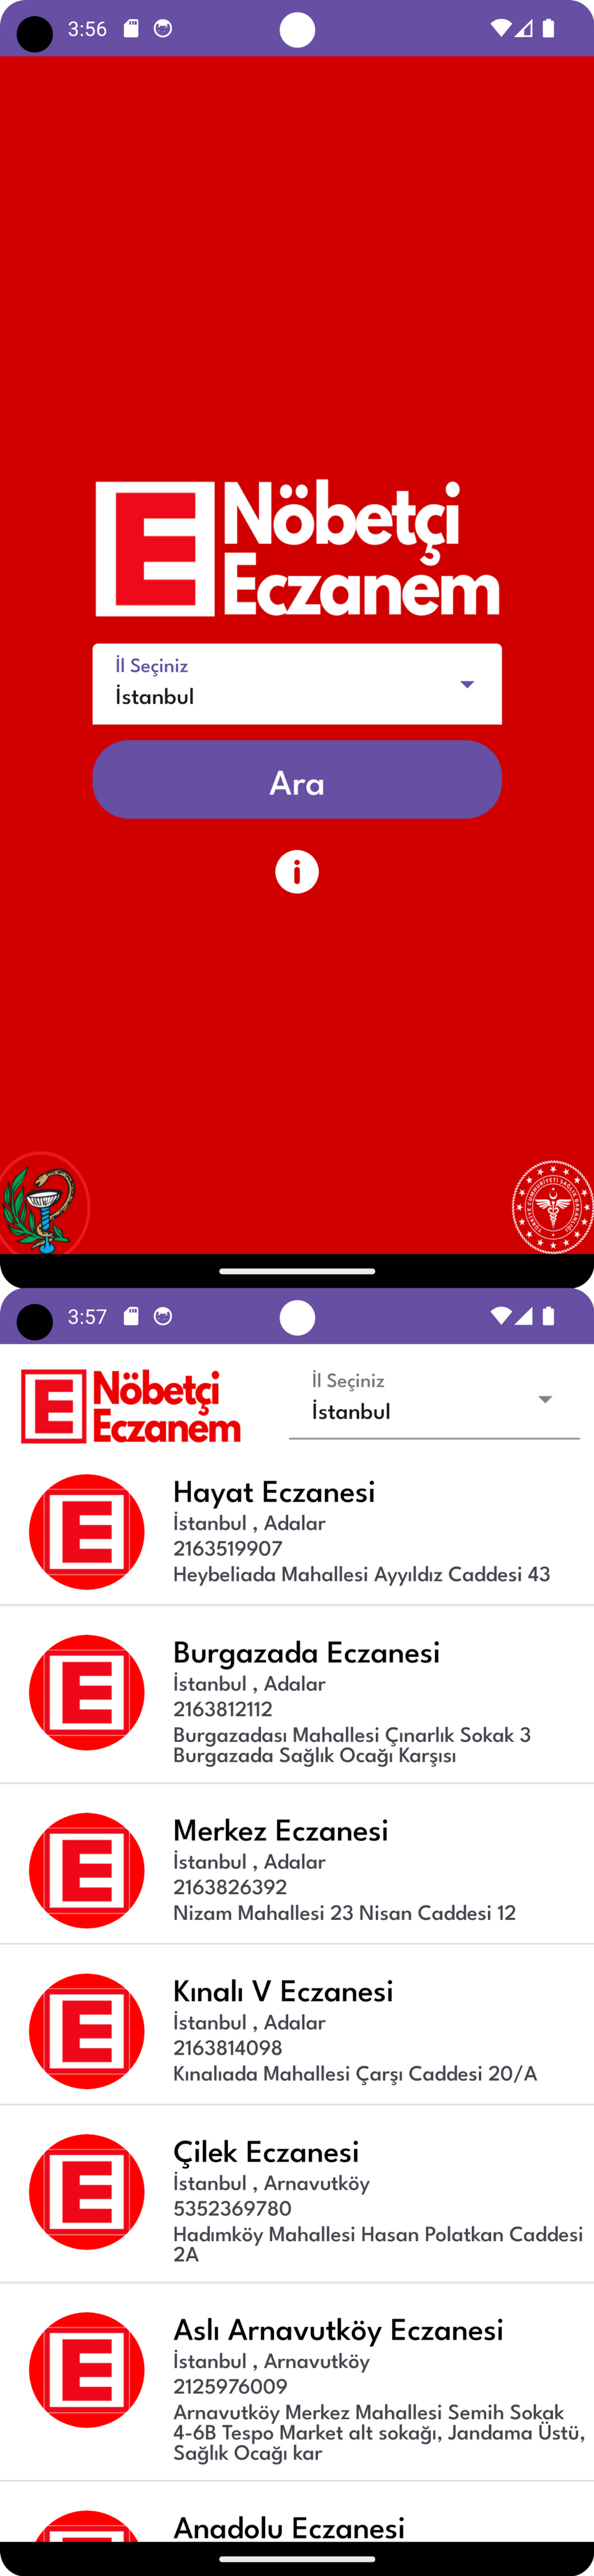 3:56
E Nöbetçi
Eczanem
İl Seçiniz
İstanbul
Ara
i
3:57
E Nöbetçi
Eczanem
İl Seçiniz
İstanbul
E
Hayat Eczanesi
İstanbul , Adalar
2163519907
Heybeliada Mahallesi Ayyıldız Caddesi 43
E
Burgazada Eczanesi
İstanbul , Adalar
2163812112
Burgazadası Mahallesi Çınarlık Sokak 3
Burgazada Sağlık Ocağı Karşısı
E
Merkez Eczanesi
İstanbul , Adalar
2163826392
Nizam Mahallesi 23 Nisan Caddesi 12
E
Kınalı V Eczanesi
İstanbul , Adalar
2163814098
Kınalıada Mahallesi Çarşı Caddesi 20/A
E
Çilek Eczanesi
İstanbul , Arnavutköy
5352369780
Hadımköy Mahallesi Hasan Polatkan Caddesi
2A
E
Aslı Arnavutköy Eczanesi
İstanbul , Arnavutköy
2125976009
Arnavutköy Merkez Mahallesi Semih Sokak
4-6B Tespo Market alt sokağı, Jandama Üstü,
Sağlık Ocağı kar
Anadolu Eczanesi